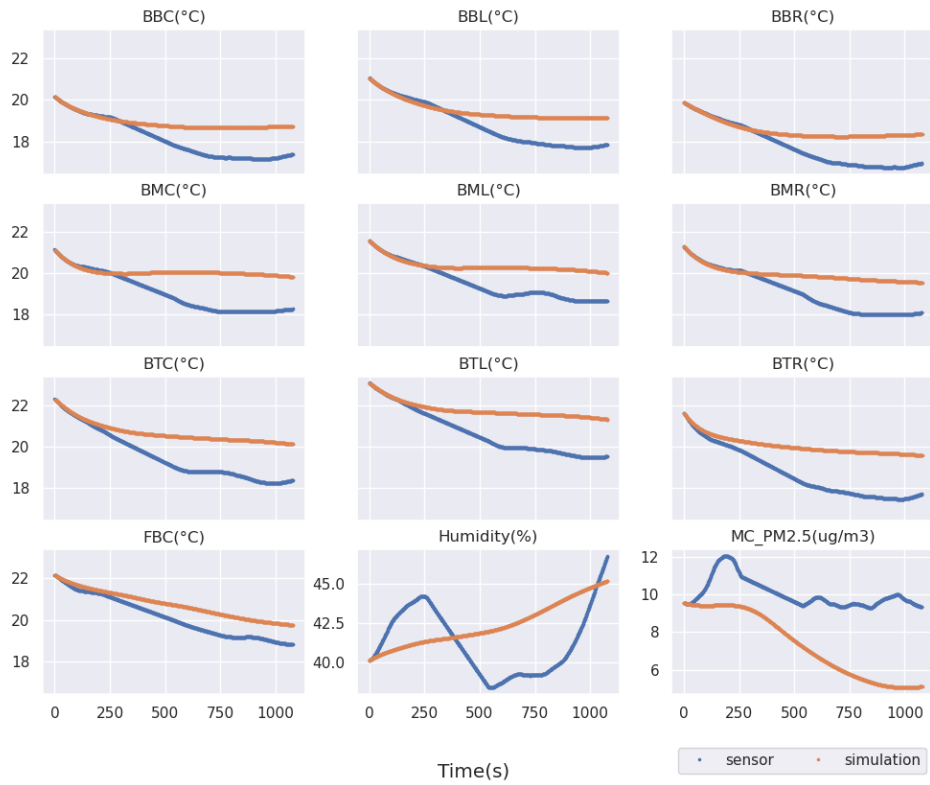 BBC(°C) BBL(°C) BBR(°C)
22
20
18
BMC(°C) BML(°C) BMR(°C)
22
20
18
BTC(°C) BTL(°C) BTR(°C)
22
20
18
FBC(°C) Humidity(%) MC_PM2.5(ug/m3)
22
20
18
45.0
42.5
40.0
12
10
8
6
0 250 500 750 1000 0 250 500 750 1000 0 250 500 750 1000
Time(s)
sensor simulation